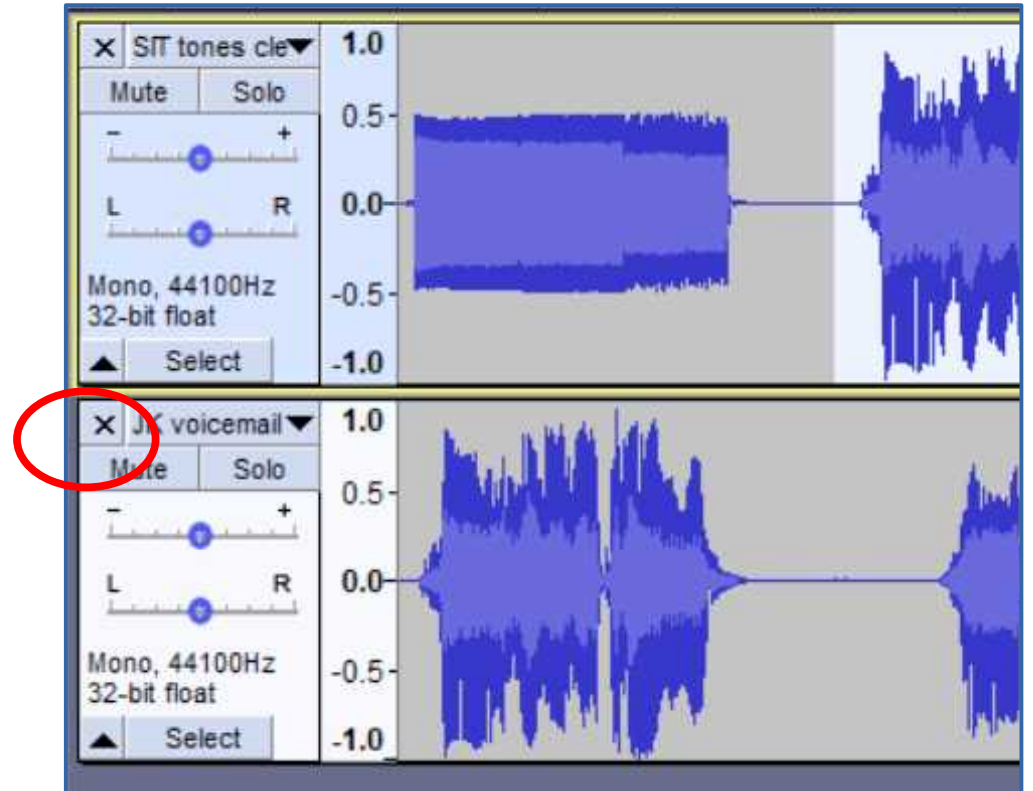 × SIT tones cle▼
Mute Solo
- +
L R
Mono, 44100Hz
32-bit float
▲ Select
1.0
0.5-
0.0-
-0.5-
-1.0
× JK voicemail▼
Mute Solo
- +
L R
Mono, 44100Hz
32-bit float
▲ Select
1.0
0.5-
0.0-
-0.5-
-1.0